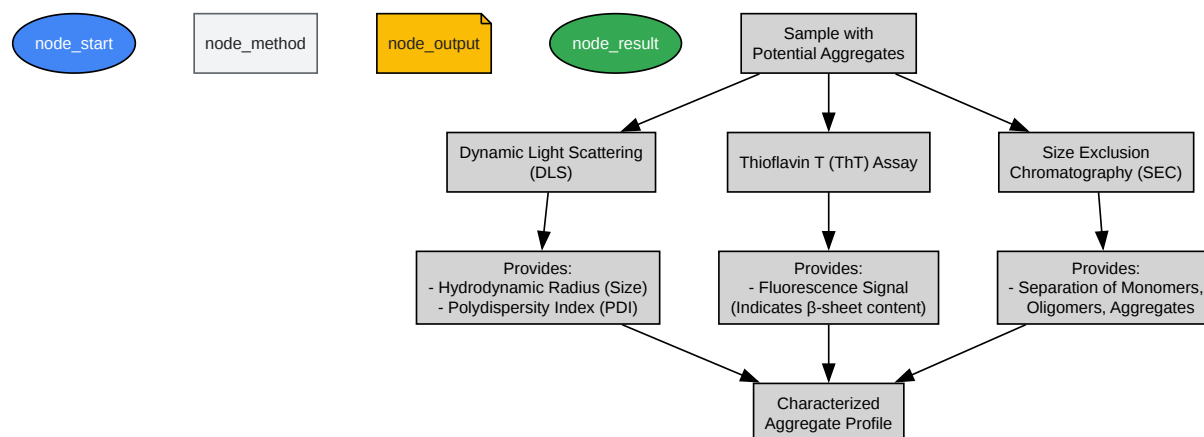 node_start
node_method
node_output
node_result
Sample with
Potential Aggregates
Dynamic Light Scattering
(DLS)
Thioflavin T (ThT) Assay
Size Exclusion
Chromatography (SEC)
Provides:
- Hydrodynamic Radius (Size)
- Polydispersity Index (PDI)
Provides:
- Fluorescence Signal
(Indicates β-sheet content)
Provides:
- Separation of Monomers,
Oligomers, Aggregates
Characterized
Aggregate Profile